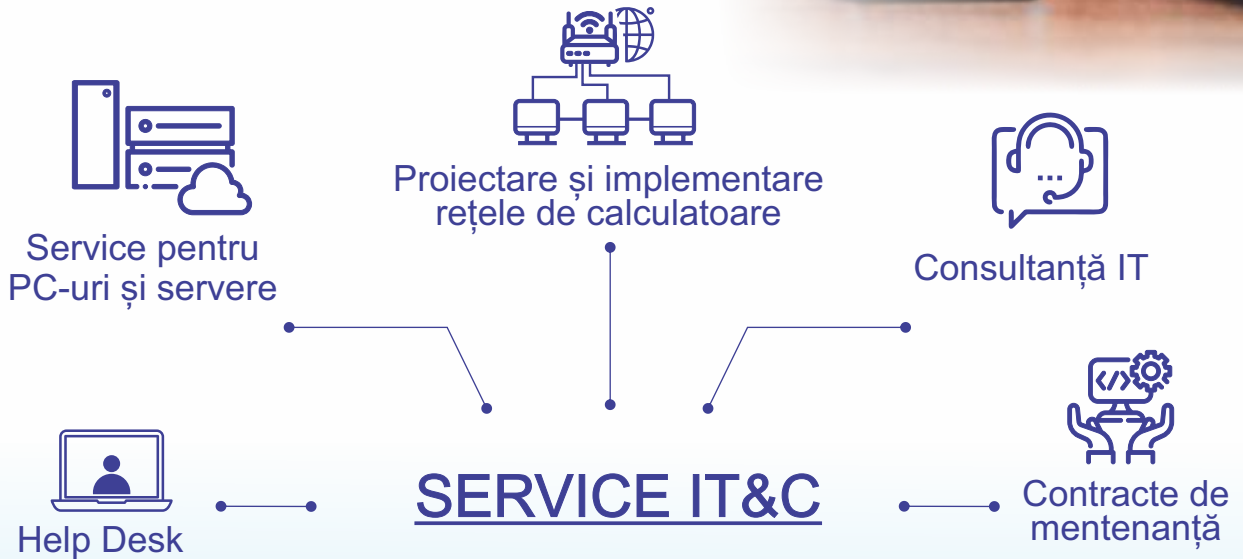 Proiectare și implementare
rețele de calculatoare
Service pentru
PC-uri și servere
Consultanță IT
Help Desk
SERVICE IT&C
Contracte de
mentenanță